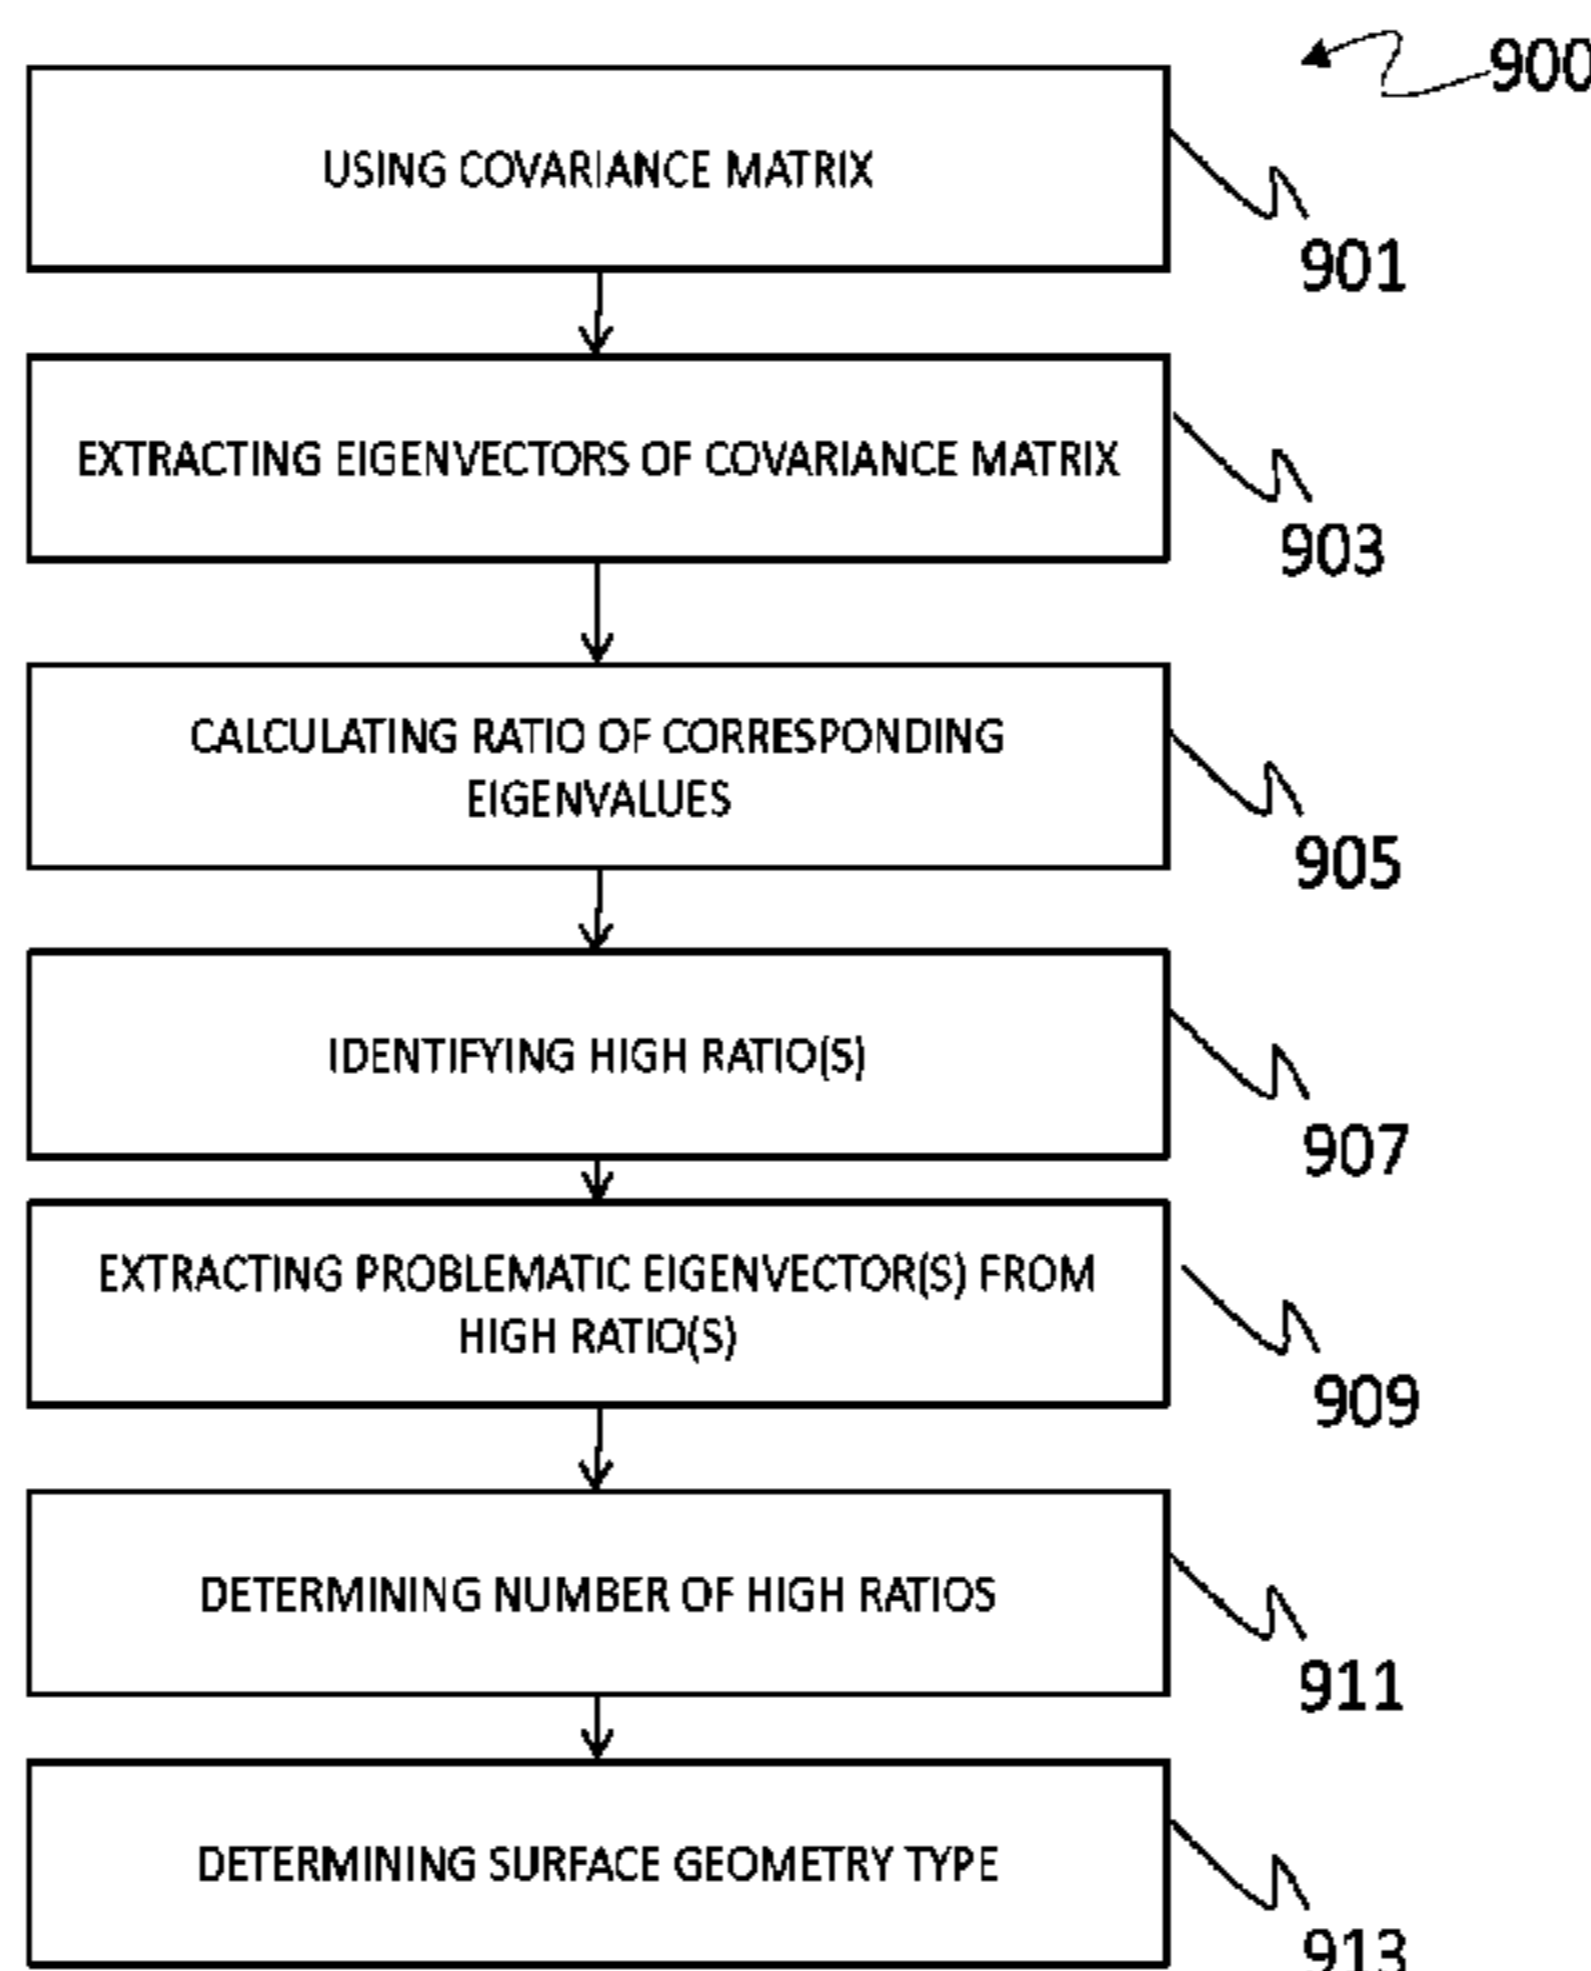 900
USING COVARIANCE MATRIX
901
EXTRACTING EIGENVECTORS OF COVARIANCE MATRIX
903
CALCULATING RATIO OF CORRESPONDING
EIGENVALUES
905
IDENTIFYING HIGH RATIO(S)
907
EXTRACTING PROBLEMATIC EIGENVECTOR(S) FROM
HIGH RATIO(S)
909
DETERMINING NUMBER OF HIGH RATIOS
911
DETERMINING SURFACE GEOMETRY TYPE
913